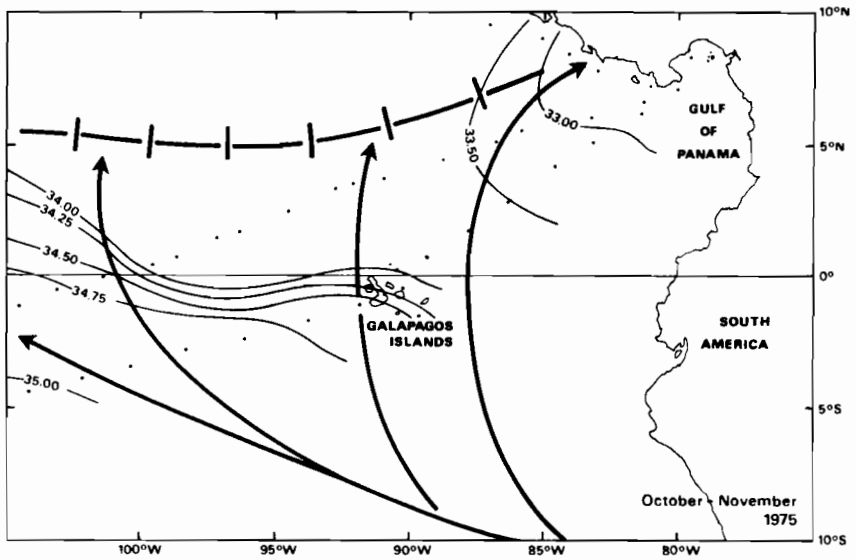 10°N
GULF
OF
PANAMA
33.00
33.50
5°N
34.00
34.25
34.50
34.75
0°
GALAPAGOS
ISLANDS
SOUTH
AMERICA
35.00
5°S
October - November
1975
100°W
95°W
90°W
85°W
80°W
10°S